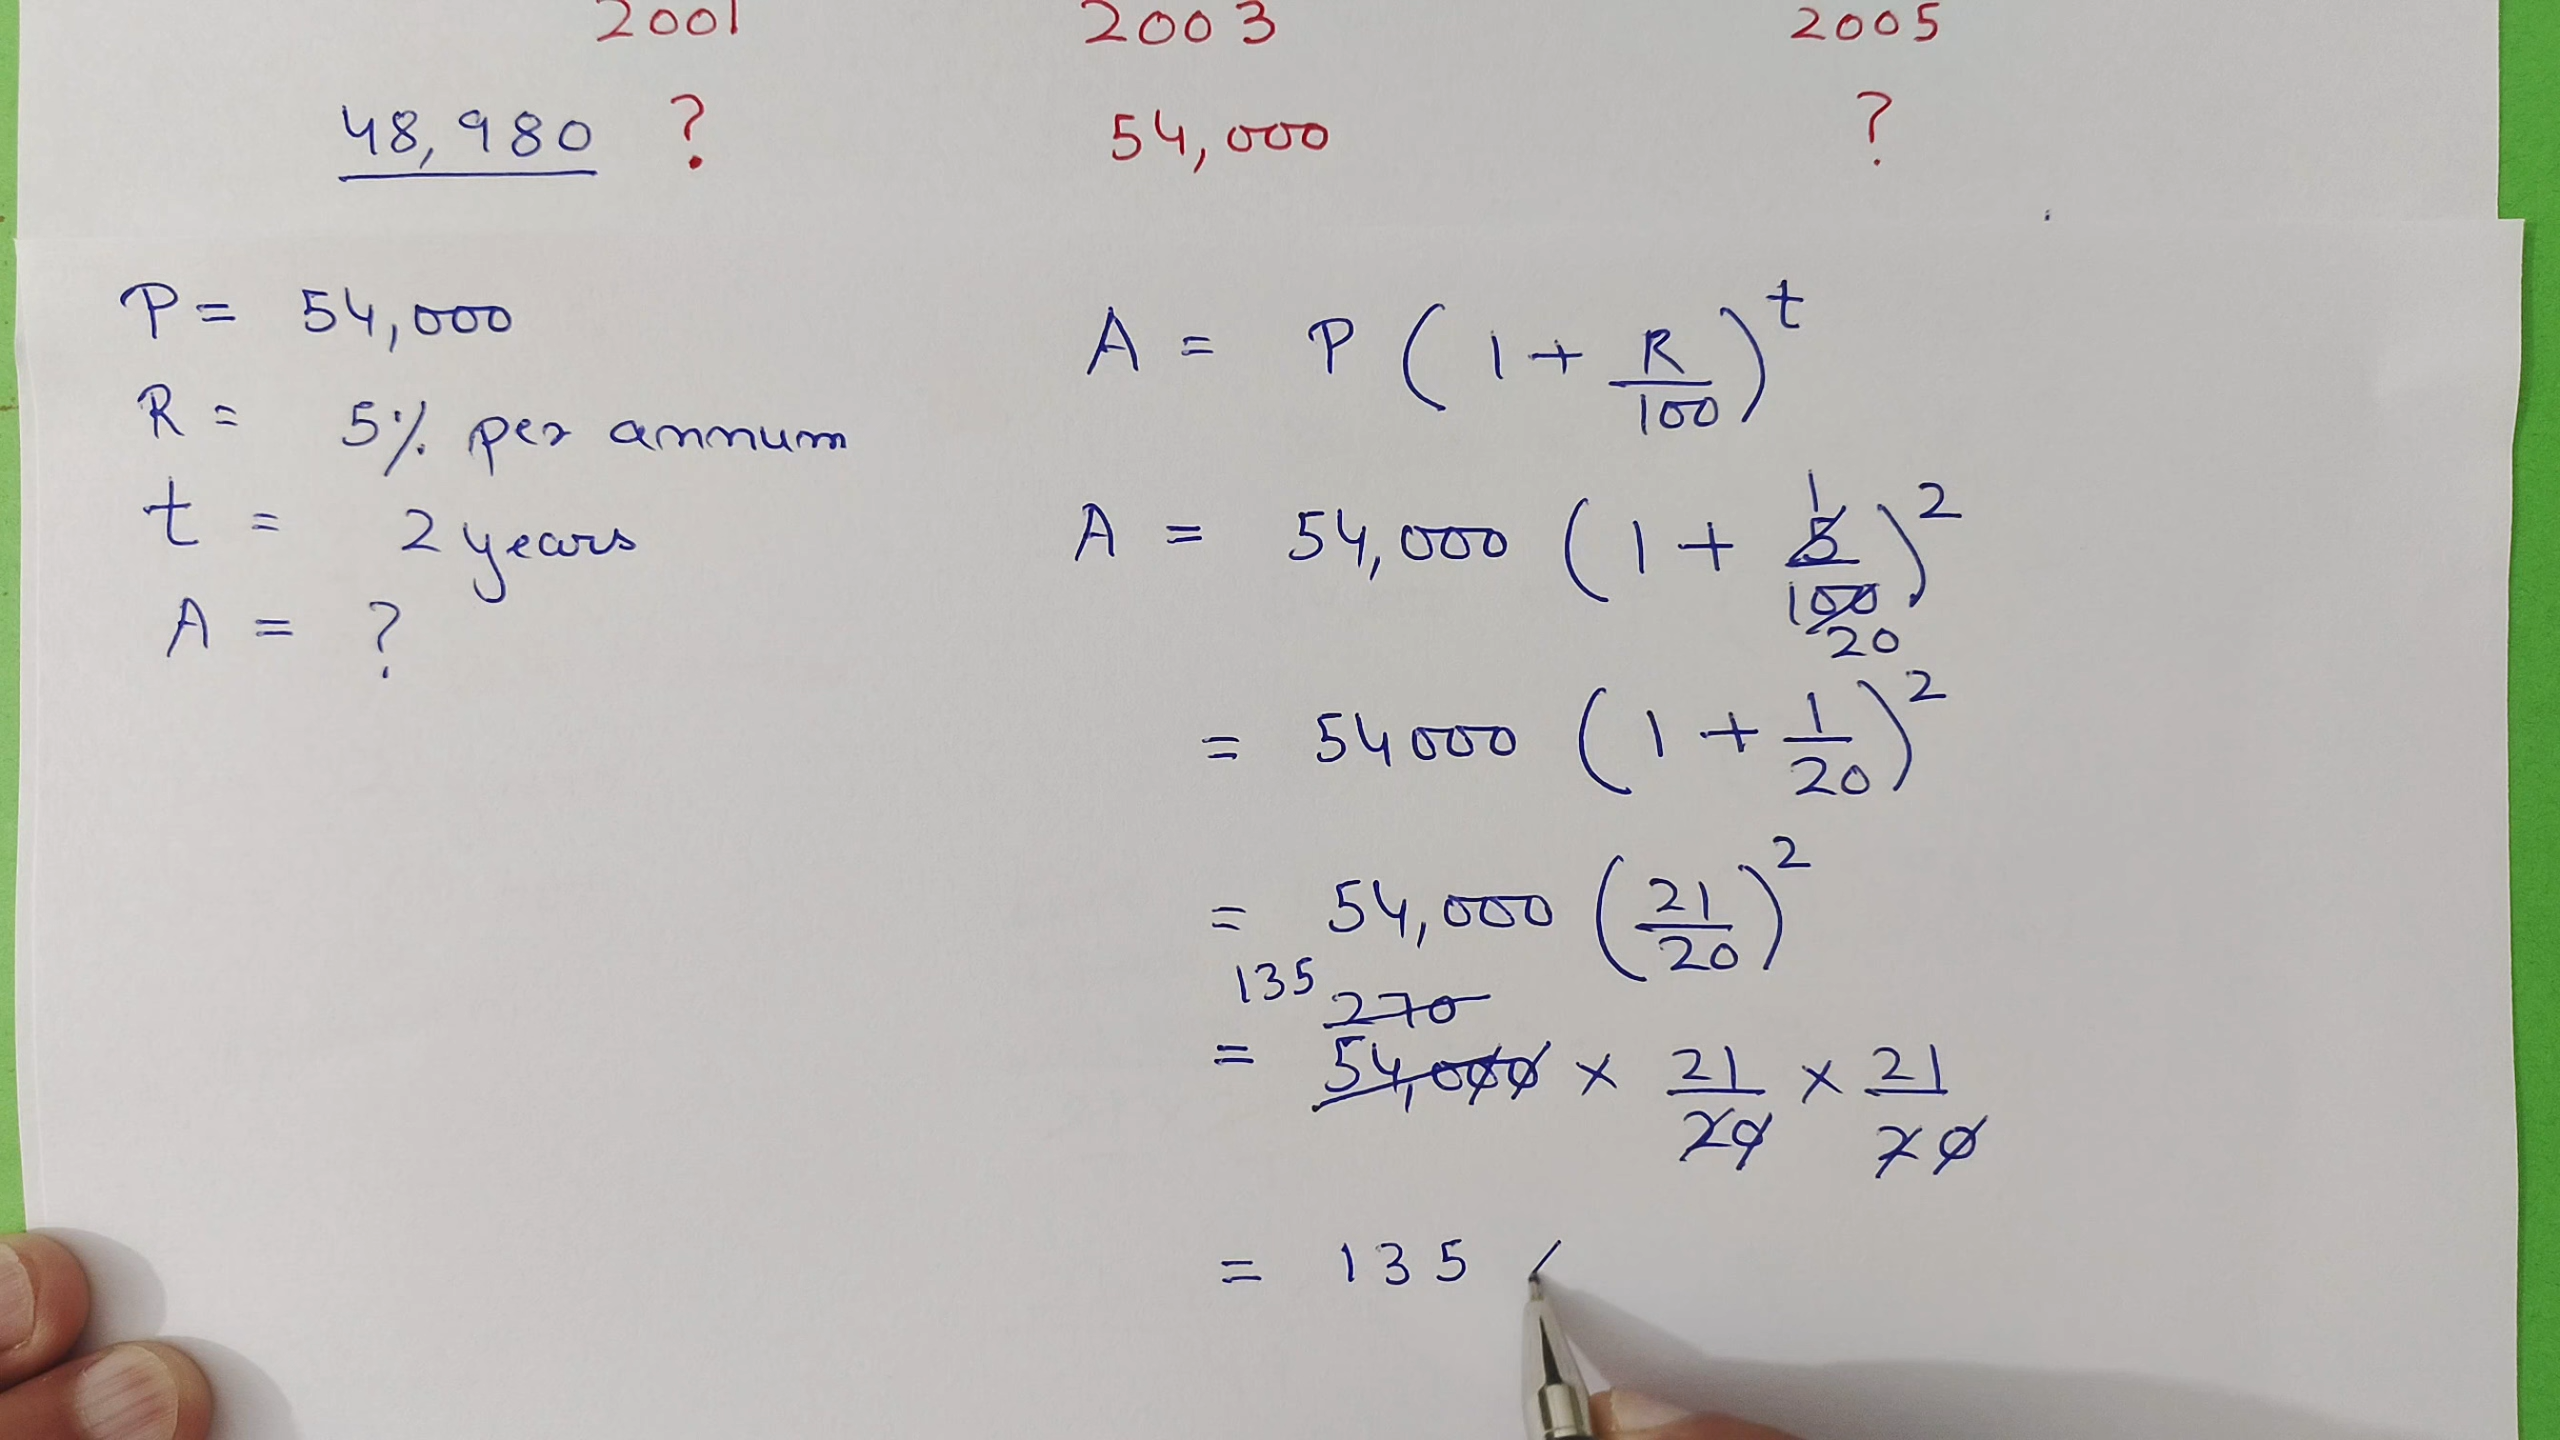 2001 2003 2005
48,980 ? 54,000 ?
P = 54,000
R = 5% per annum
t = 2 years
A = ?
A = P (1 + R/100)^t
A = 54,000 (1 + 5/100)^2
1
20
= 54000 (1 + 1/20)^2
= 54,000 (21/20)^2
135 270
= 54,000 × 21/20 × 21/20
= 135